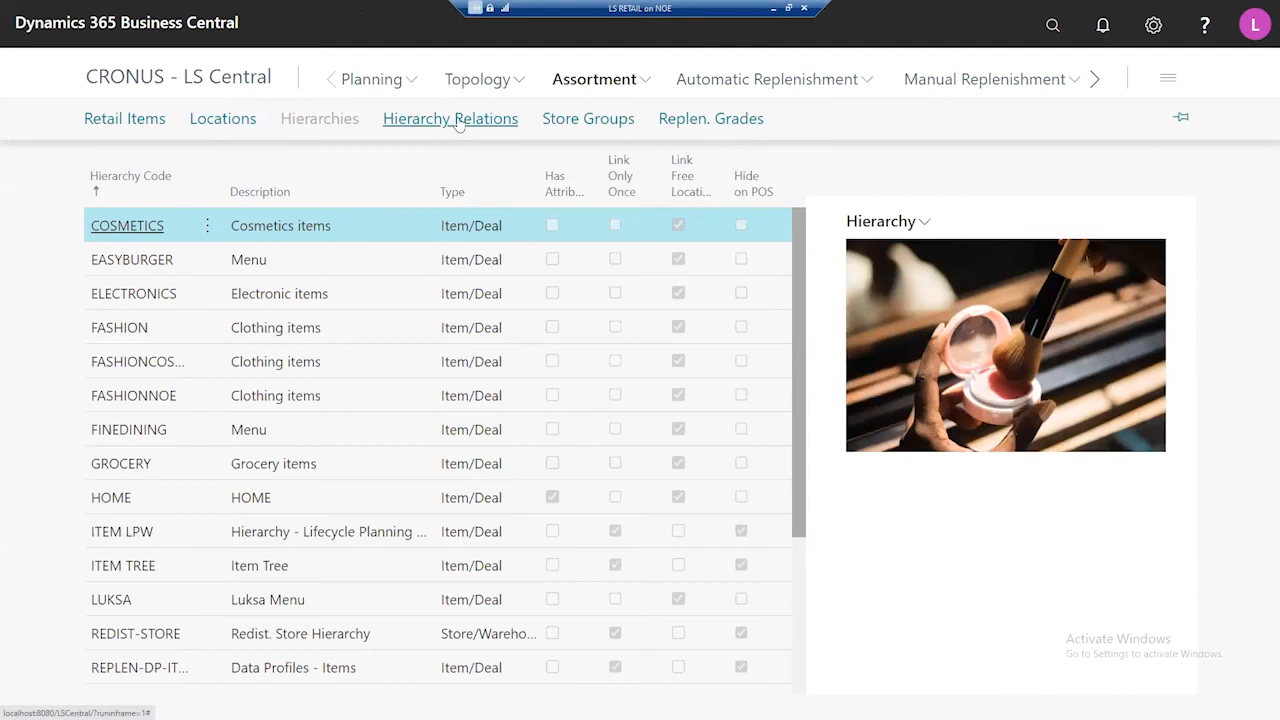 Dynamics 365 Business Central
LS RETAIL on NOE
L
CRONUS - LS Central
Planning
Topology
Assortment
Automatic Replenishment
Manual Replenishment
Retail Items
Locations
Hierarchies
Hierarchy Relations
Store Groups
Replen. Grades
Hierarchy Code ↑ Description Type Has Attrib... Link Only Once Link Free Locati... Hide on POS
COSMETICS Cosmetics items Item/Deal
EASYBURGER Menu Item/Deal
ELECTRONICS Electronic items Item/Deal
FASHION Clothing items Item/Deal
FASHIONCOS... Clothing items Item/Deal
FASHIONNOE Clothing items Item/Deal
FINEDINING Menu Item/Deal
GROCERY Grocery items Item/Deal
HOME HOME Item/Deal
ITEM LPW Hierarchy - Lifecycle Planning ... Item/Deal
ITEM TREE Item Tree Item/Deal
LUKSA Luksa Menu Item/Deal
REDIST-STORE Redist. Store Hierarchy Store/Wareho...
REPLEN-DP-IT... Data Profiles - Items Item/Deal
Hierarchy
Activate Windows
Go to Settings to activate Windows.
localhost:8080/LSCentral/?runinframe=1#